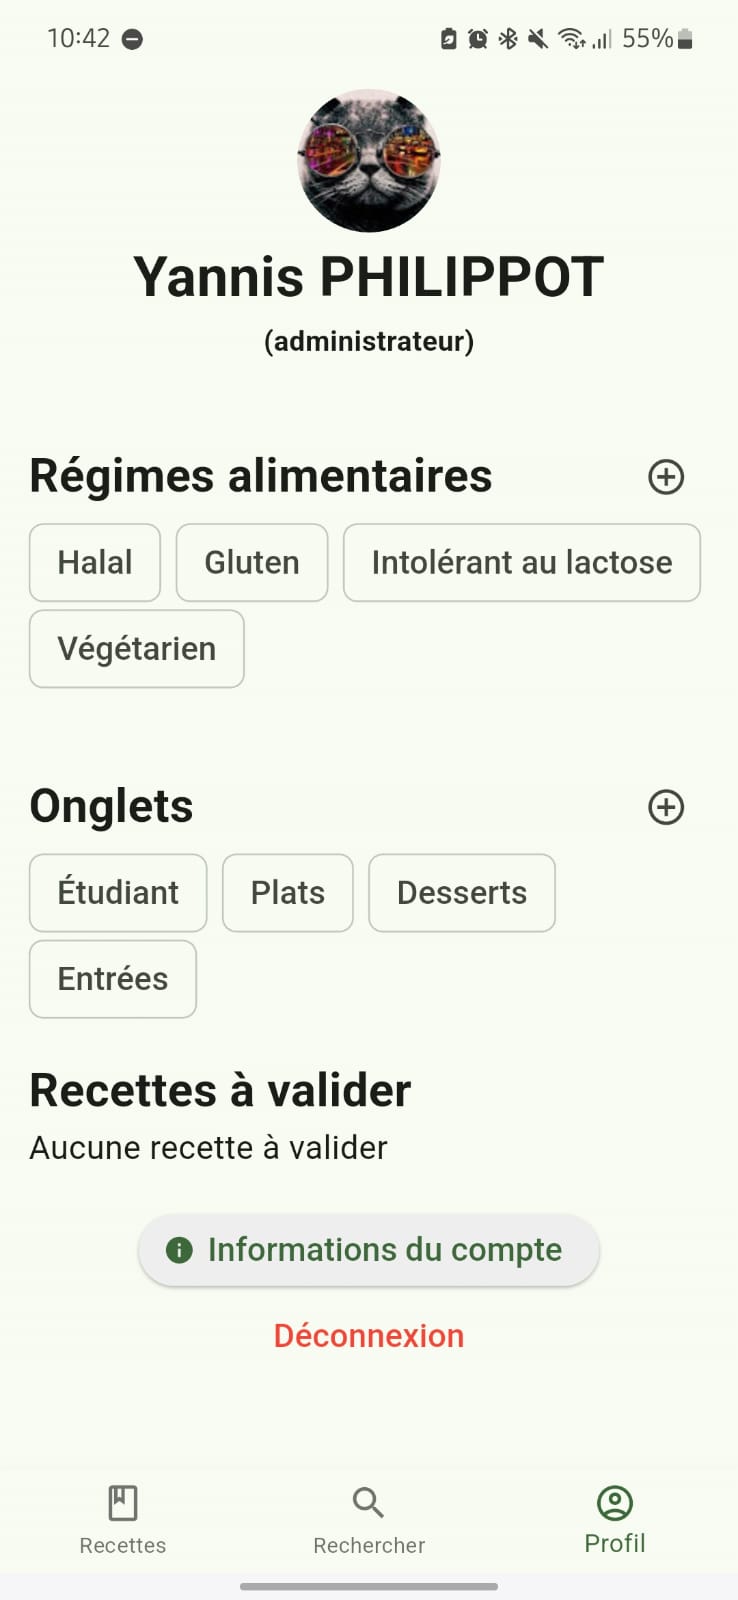 10:42 55%
Yannis PHILIPPOT
(administrateur)
Régimes alimentaires
Halal Gluten Intolérant au lactose
Végétarien
Onglets
Étudiant Plats Desserts
Entrées
Recettes à valider
Aucune recette à valider
Informations du compte
Déconnexion
Recettes Rechercher Profil